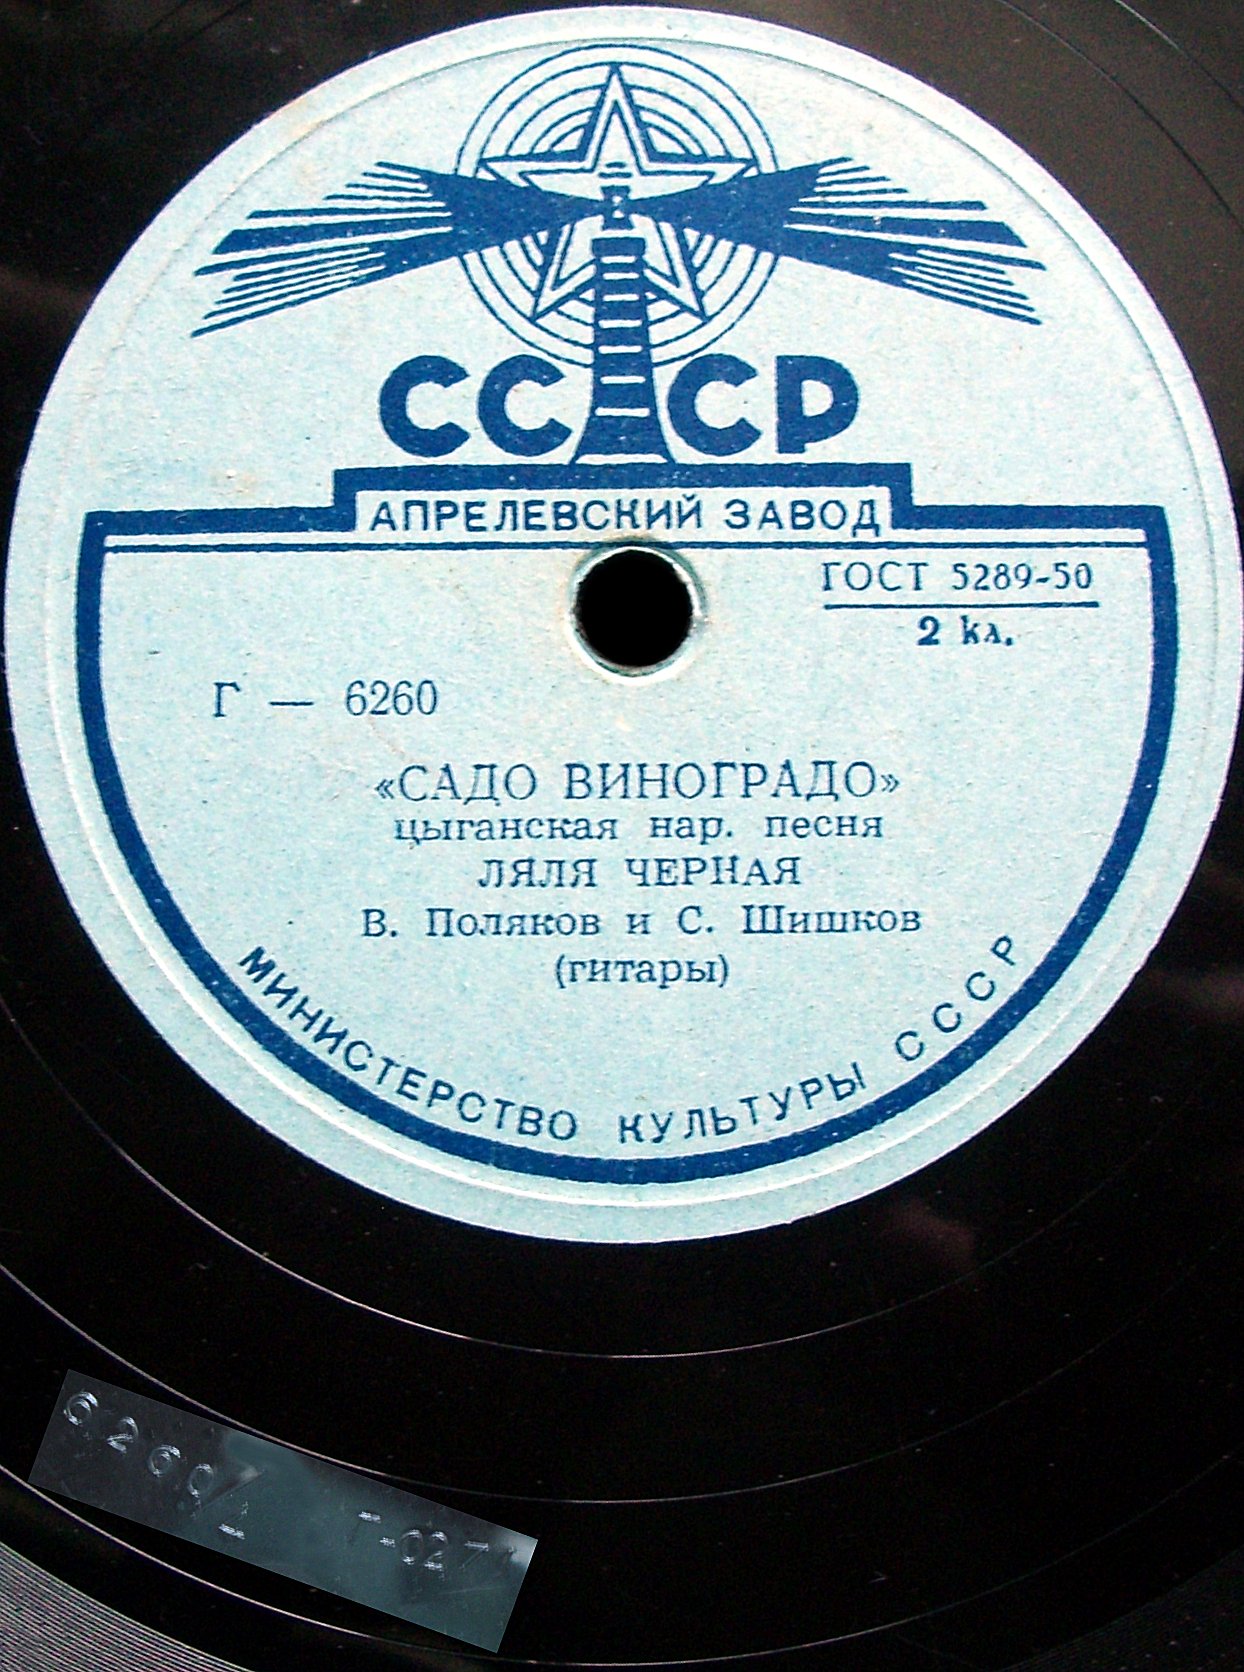 СССР
АПРЕЛЕВСКИЙ ЗАВОД
ГОСТ 5289-50
2 кл.
Г — 6260
«САДО ВИНОГРАДО»
цыганская нар. песня
ЛЯЛЯ ЧЕРНАЯ
В. Поляков и С. Шишков
(гитары)
МИНИСТЕРСТВО КУЛЬТУРЫ СССР
6260